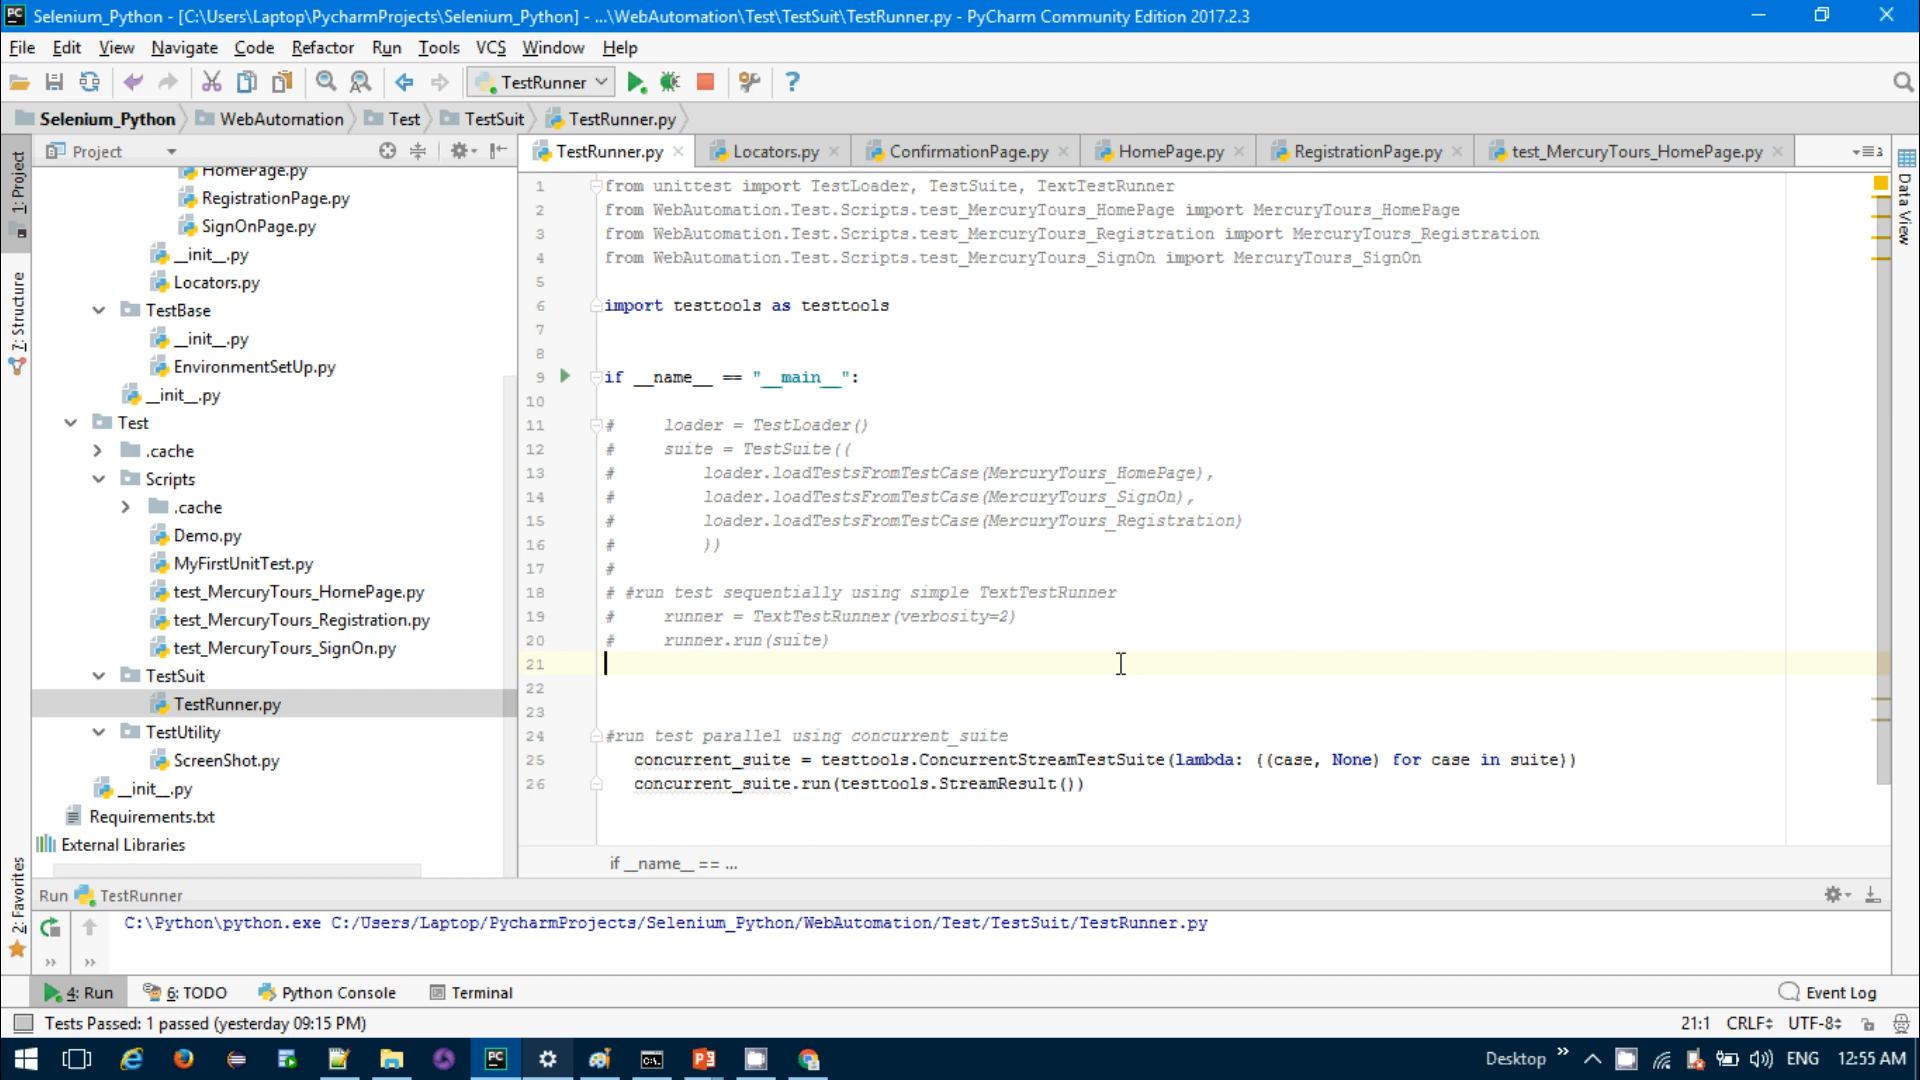 Selenium_Python - [C:\Users\Laptop\PycharmProjects\Selenium_Python] - ...\WebAutomation\Test\TestSuit\TestRunner.py - PyCharm Community Edition 2017.2.3
File Edit View Navigate Code Refactor Run Tools VCS Window Help
TestRunner
Selenium_Python WebAutomation Test TestSuit TestRunner.py
Project
TestRunner.py Locators.py ConfirmationPage.py HomePage.py RegistrationPage.py test_MercuryTours_HomePage.py
1: Project
7: Structure
2: Favorites
Data View
HomePage.py
RegistrationPage.py
SignOnPage.py
__init__.py
Locators.py
TestBase
__init__.py
EnvironmentSetUp.py
__init__.py
Test
.cache
Scripts
.cache
Demo.py
MyFirstUnitTest.py
test_MercuryTours_HomePage.py
test_MercuryTours_Registration.py
test_MercuryTours_SignOn.py
TestSuit
TestRunner.py
TestUtility
ScreenShot.py
__init__.py
Requirements.txt
External Libraries
1 from unittest import TestLoader, TestSuite, TextTestRunner
2 from WebAutomation.Test.Scripts.test_MercuryTours_HomePage import MercuryTours_HomePage
3 from WebAutomation.Test.Scripts.test_MercuryTours_Registration import MercuryTours_Registration
4 from WebAutomation.Test.Scripts.test_MercuryTours_SignOn import MercuryTours_SignOn
5
6 import testtools as testtools
7
8
9 if __name__ == "__main__":
10
11 #     loader = TestLoader()
12 #     suite = TestSuite((
13 #         loader.loadTestsFromTestCase(MercuryTours_HomePage),
14 #         loader.loadTestsFromTestCase(MercuryTours_SignOn),
15 #         loader.loadTestsFromTestCase(MercuryTours_Registration)
16 #         ))
17 #
18 # #run test sequentially using simple TextTestRunner
19 #     runner = TextTestRunner(verbosity=2)
20 #     runner.run(suite)
21
22
23
24 #run test parallel using concurrent_suite
25    concurrent_suite = testtools.ConcurrentStreamTestSuite(lambda: ((case, None) for case in suite))
26    concurrent_suite.run(testtools.StreamResult())
if __name__ == ...
Run TestRunner
C:\Python\python.exe C:/Users/Laptop/PycharmProjects/Selenium_Python/WebAutomation/Test/TestSuit/TestRunner.py
4: Run 6: TODO Python Console Terminal Event Log
Tests Passed: 1 passed (yesterday 09:15 PM) 21:1 CRLF UTF-8
Desktop ENG 12:55 AM